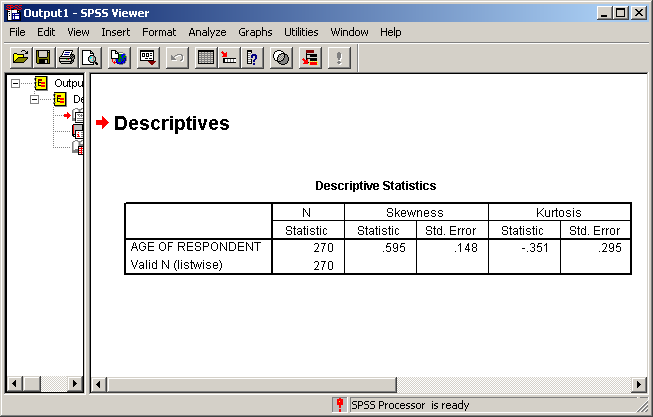 Output1 - SPSS Viewer
File Edit View Insert Format Analyze Graphs Utilities Window Help
Outpu
De
Descriptives
Descriptive Statistics
N Skewness Kurtosis
Statistic Statistic Std. Error Statistic Std. Error
AGE OF RESPONDENT 270 .595 .148 -.351 .295
Valid N (listwise) 270
SPSS Processor is ready